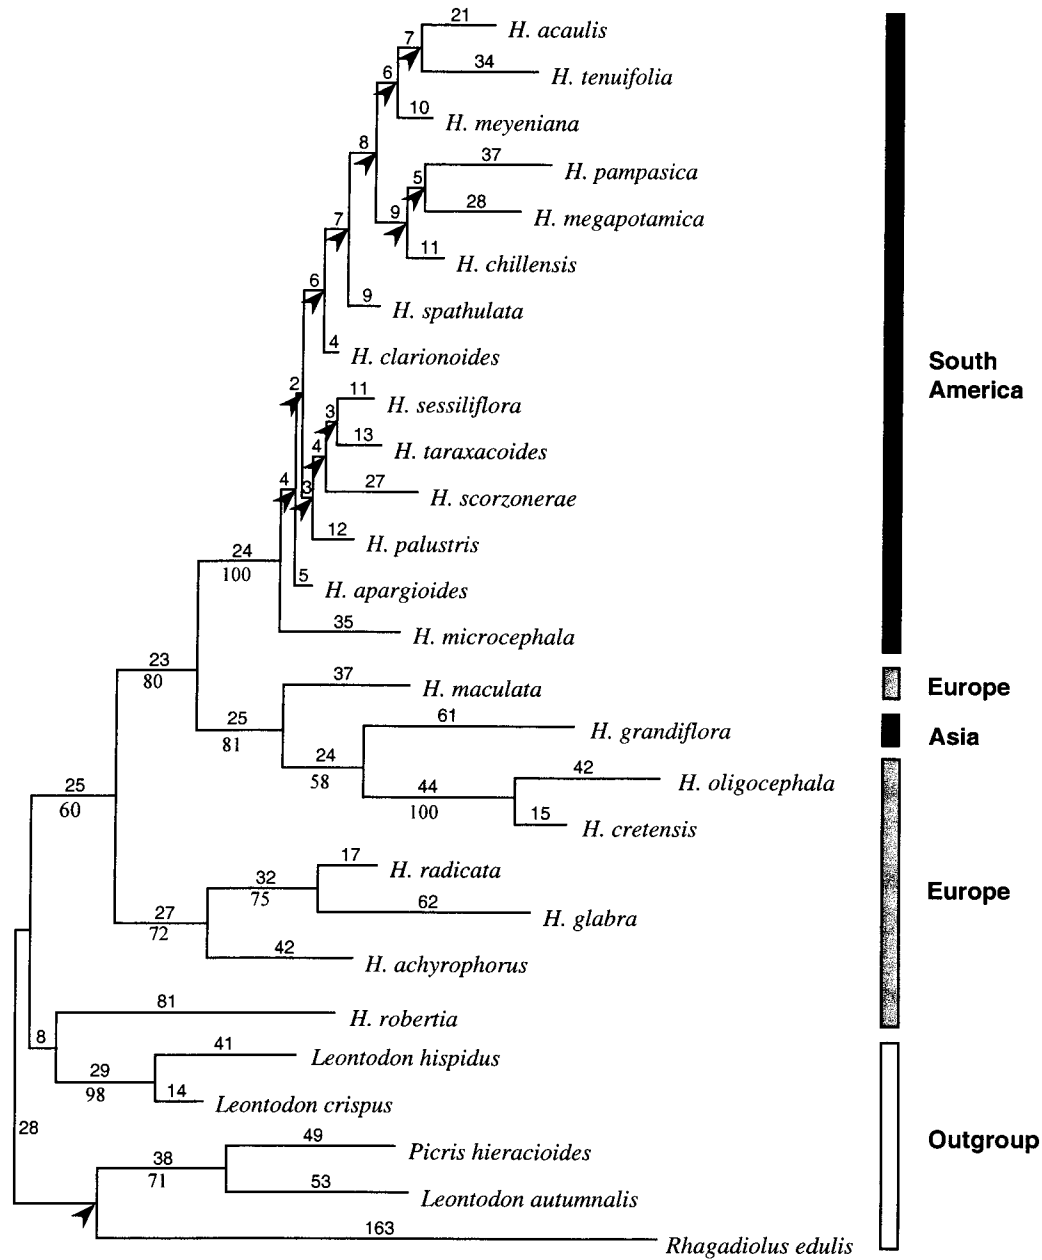 21
H. acaulis
7
34
H. tenuifolia
6
10
H. meyeniana
8
37
H. pampasica
5
28
H. megapotamica
9
11
H. chillensis
7
9
H. spathulata
6
4
H. clarionoides
South
America
2
11
H. sessiliflora
3
13
H. taraxacoides
4
27
H. scorzonerae
4
3
12
H. palustris
24
100
5
H. apargioides
35
H. microcephala
23
80
37
H. maculata
Europe
25
81
61
H. grandiflora
Asia
24
58
42
H. oligocephala
44
100
15
H. cretensis
25
60
17
H. radicata
32
75
Europe
62
H. glabra
27
72
42
H. achyrophorus
81
H. robertia
8
41
Leontodon hispidus
29
98
14
Leontodon crispus
28
Outgroup
49
Picris hieracioides
38
71
53
Leontodon autumnalis
163
Rhagadiolus edulis